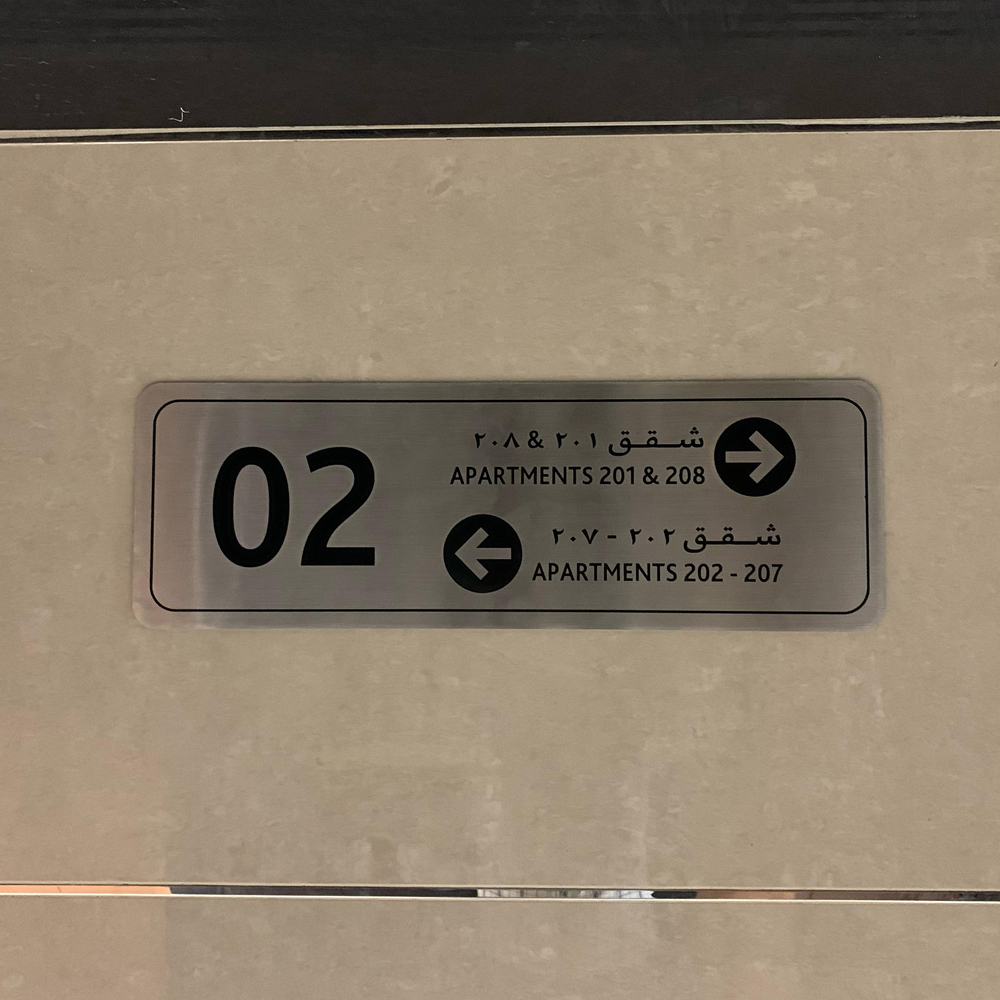 02
شقق ٢٠١ & ٢٠٨
APARTMENTS 201 & 208
شقق ٢٠٢ - ٢٠٧
APARTMENTS 202 - 207